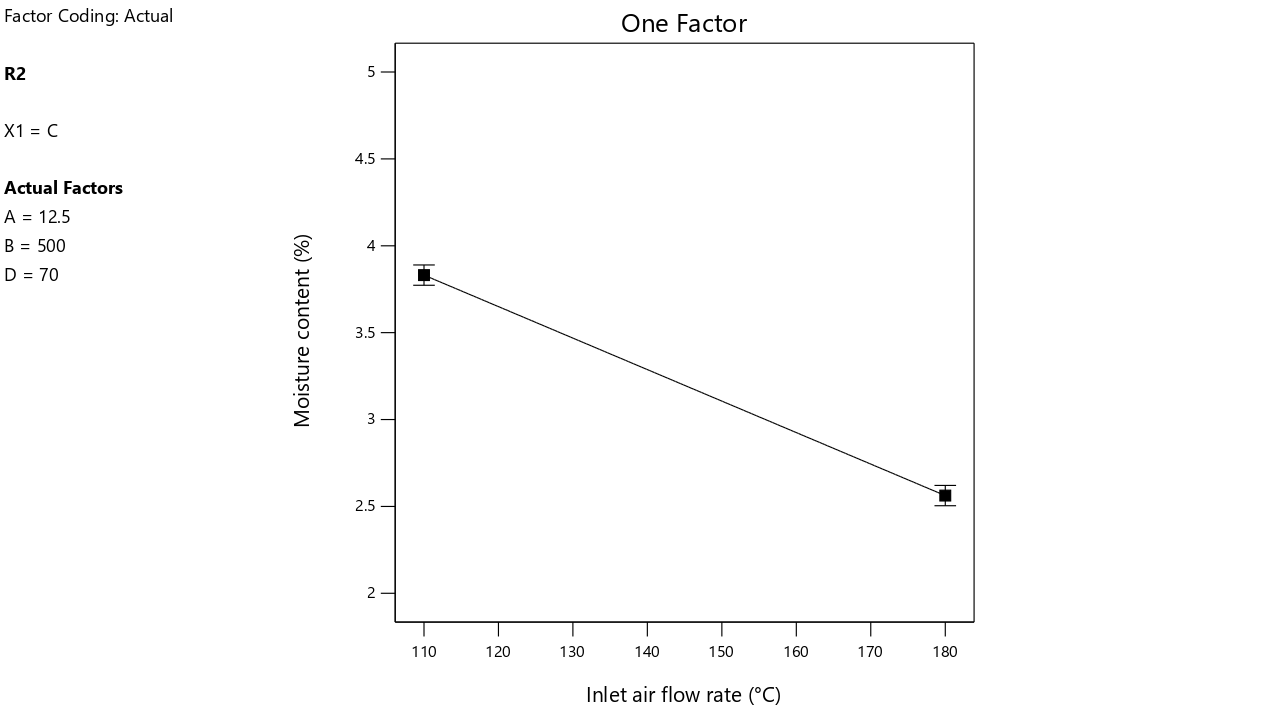 Factor Coding: Actual
R2
X1 = C
Actual Factors
A = 12.5
B = 500
D = 70
One Factor
Moisture content (%)
5
4.5
4
3.5
3
2.5
2
110 120 130 140 150 160 170 180
Inlet air flow rate (°C)